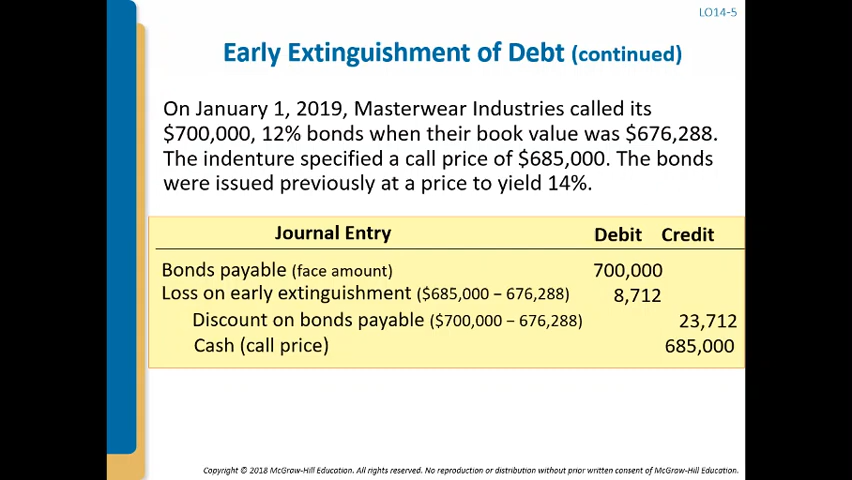 LO14-5
Early Extinguishment of Debt (continued)
On January 1, 2019, Masterwear Industries called its
$700,000, 12% bonds when their book value was $676,288.
The indenture specified a call price of $685,000. The bonds
were issued previously at a price to yield 14%.
Journal Entry Debit Credit
Bonds payable (face amount) 700,000
Loss on early extinguishment ($685,000 – 676,288) 8,712
Discount on bonds payable ($700,000 – 676,288) 23,712
Cash (call price) 685,000
Copyright © 2018 McGraw-Hill Education. All rights reserved. No reproduction or distribution without prior written consent of McGraw-Hill Education.